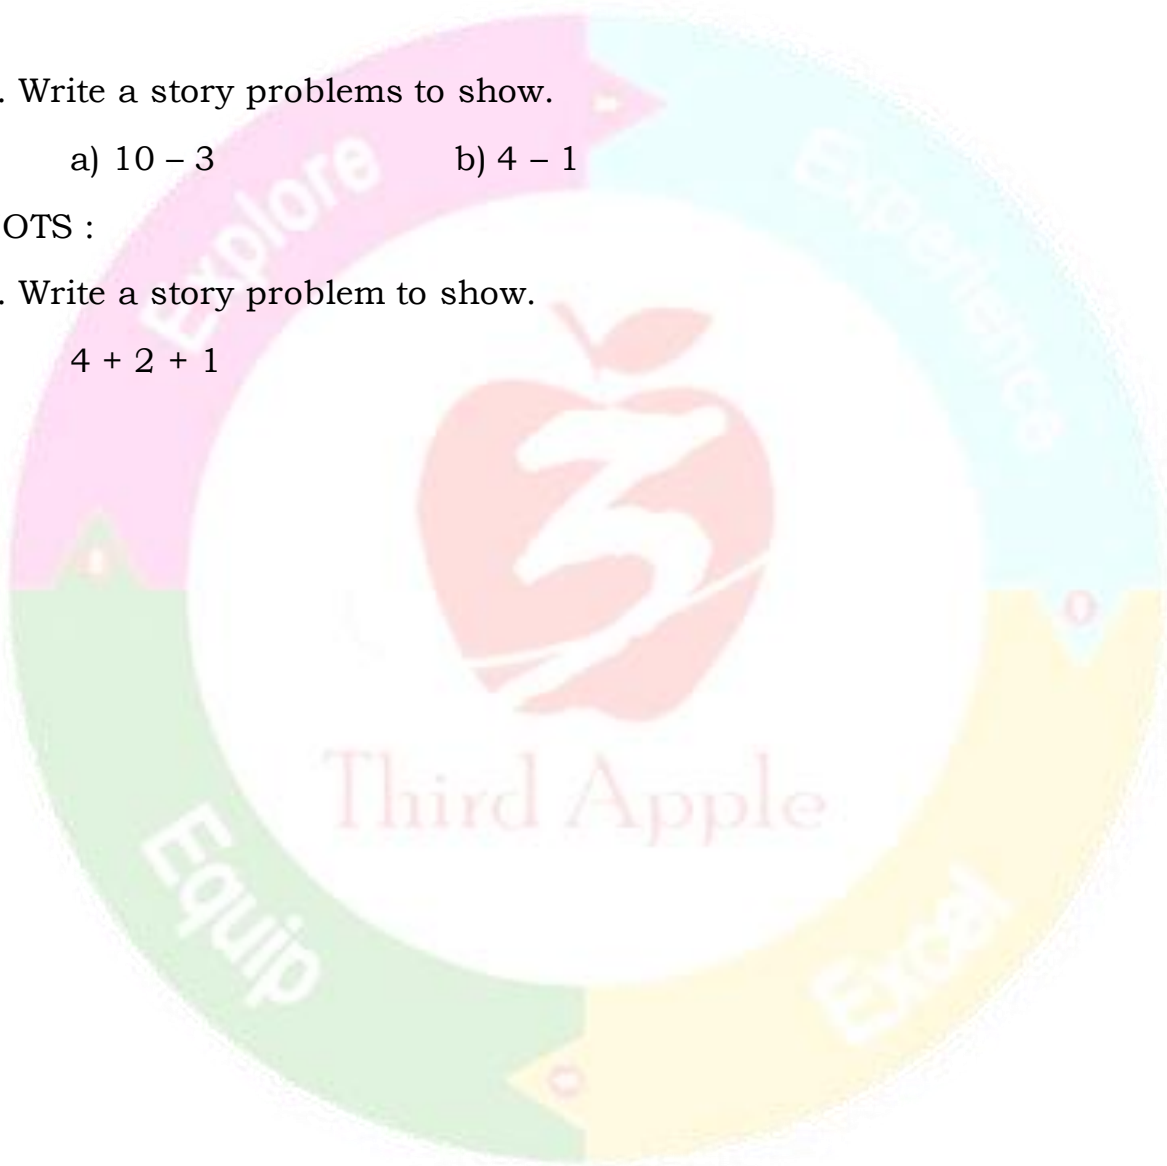 . Write a story problems to show.
a) 10 – 3 b) 4 – 1
OTS :
. Write a story problem to show.
4 + 2 + 1
Explore
Experience
3
Third Apple
Equip
Excel